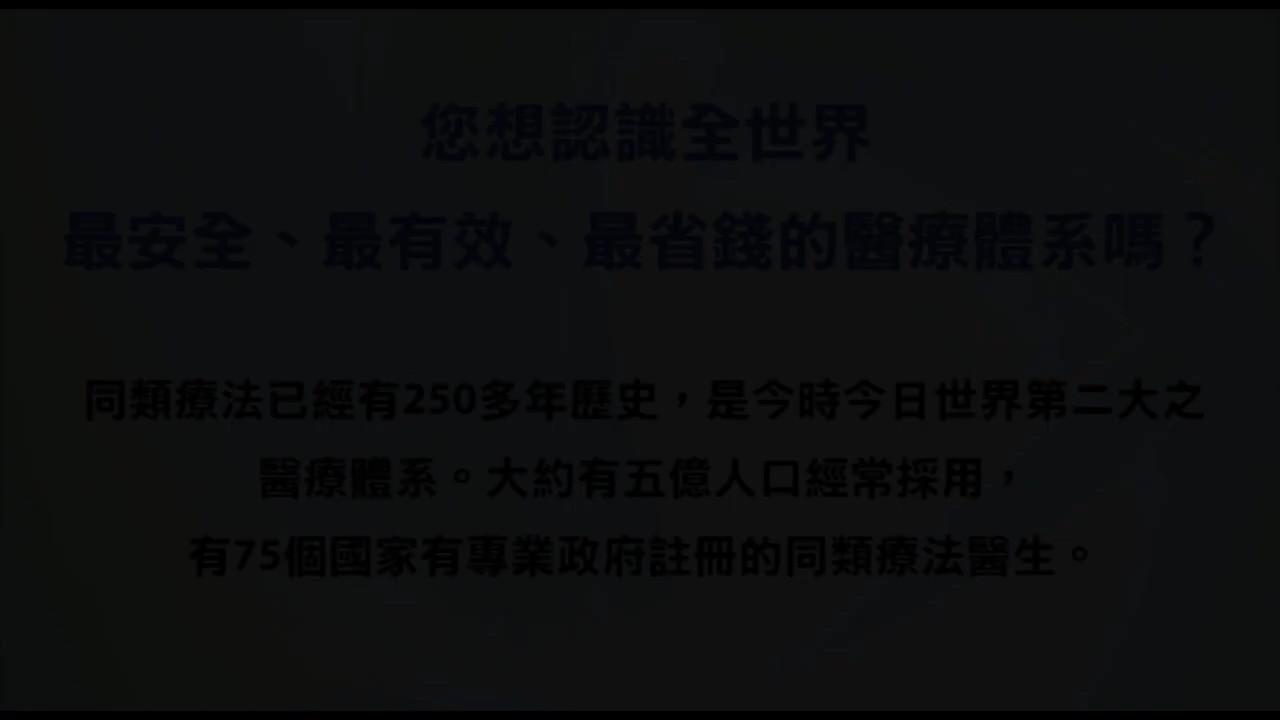 您想認識全世界
最安全、最有效、最省錢的醫療體系嗎？
同類療法已經有250多年歷史，是今時今日世界第二大之
醫療體系。大約有五億人口經常採用，
有75個國家有專業政府註冊的同類療法醫生。